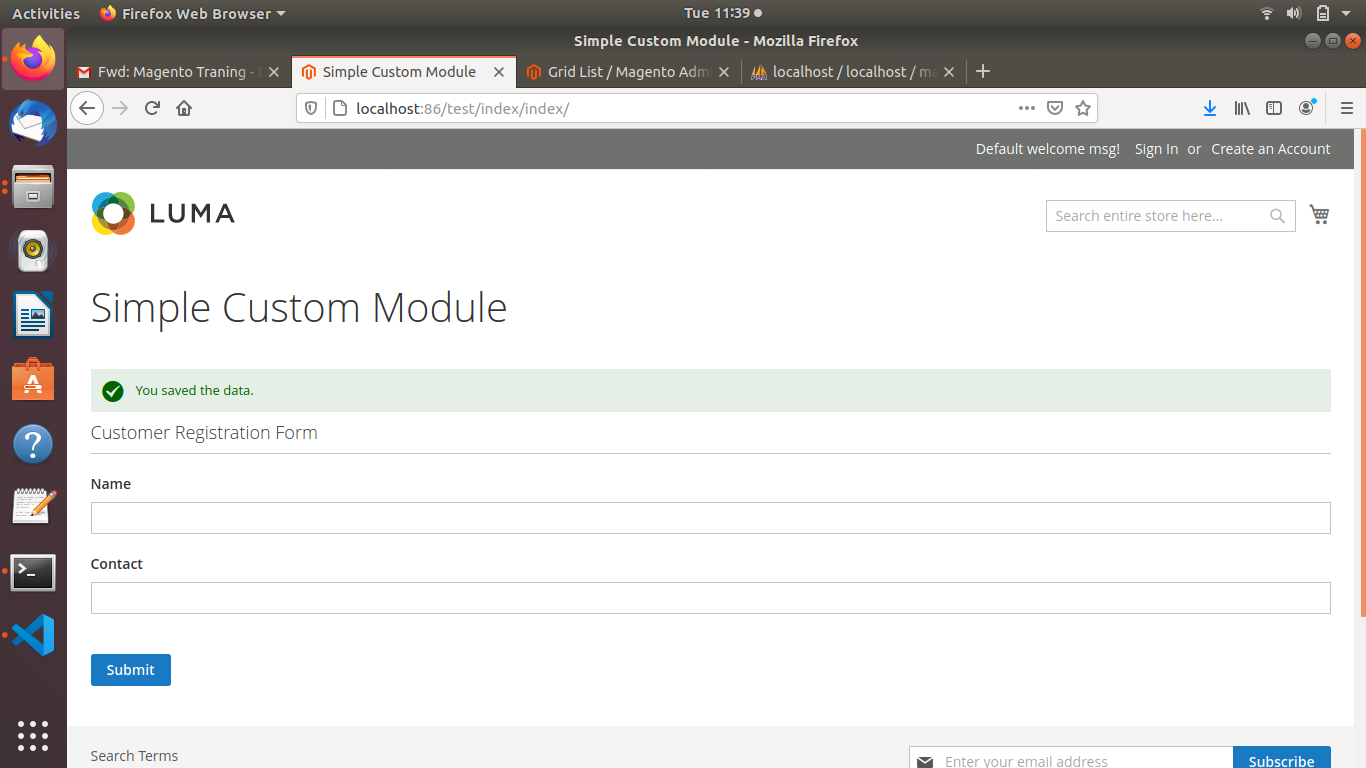 Activities Firefox Web Browser Tue 11:39
Simple Custom Module - Mozilla Firefox
Fwd: Magento Traning - D Simple Custom Module Grid List / Magento Adm localhost / localhost / ma
localhost:86/test/index/index/
Default welcome msg! Sign In or Create an Account
LUMA
Search entire store here...
Simple Custom Module
You saved the data.
Customer Registration Form
Name
Contact
Submit
Search Terms
Enter your email address
Subscribe